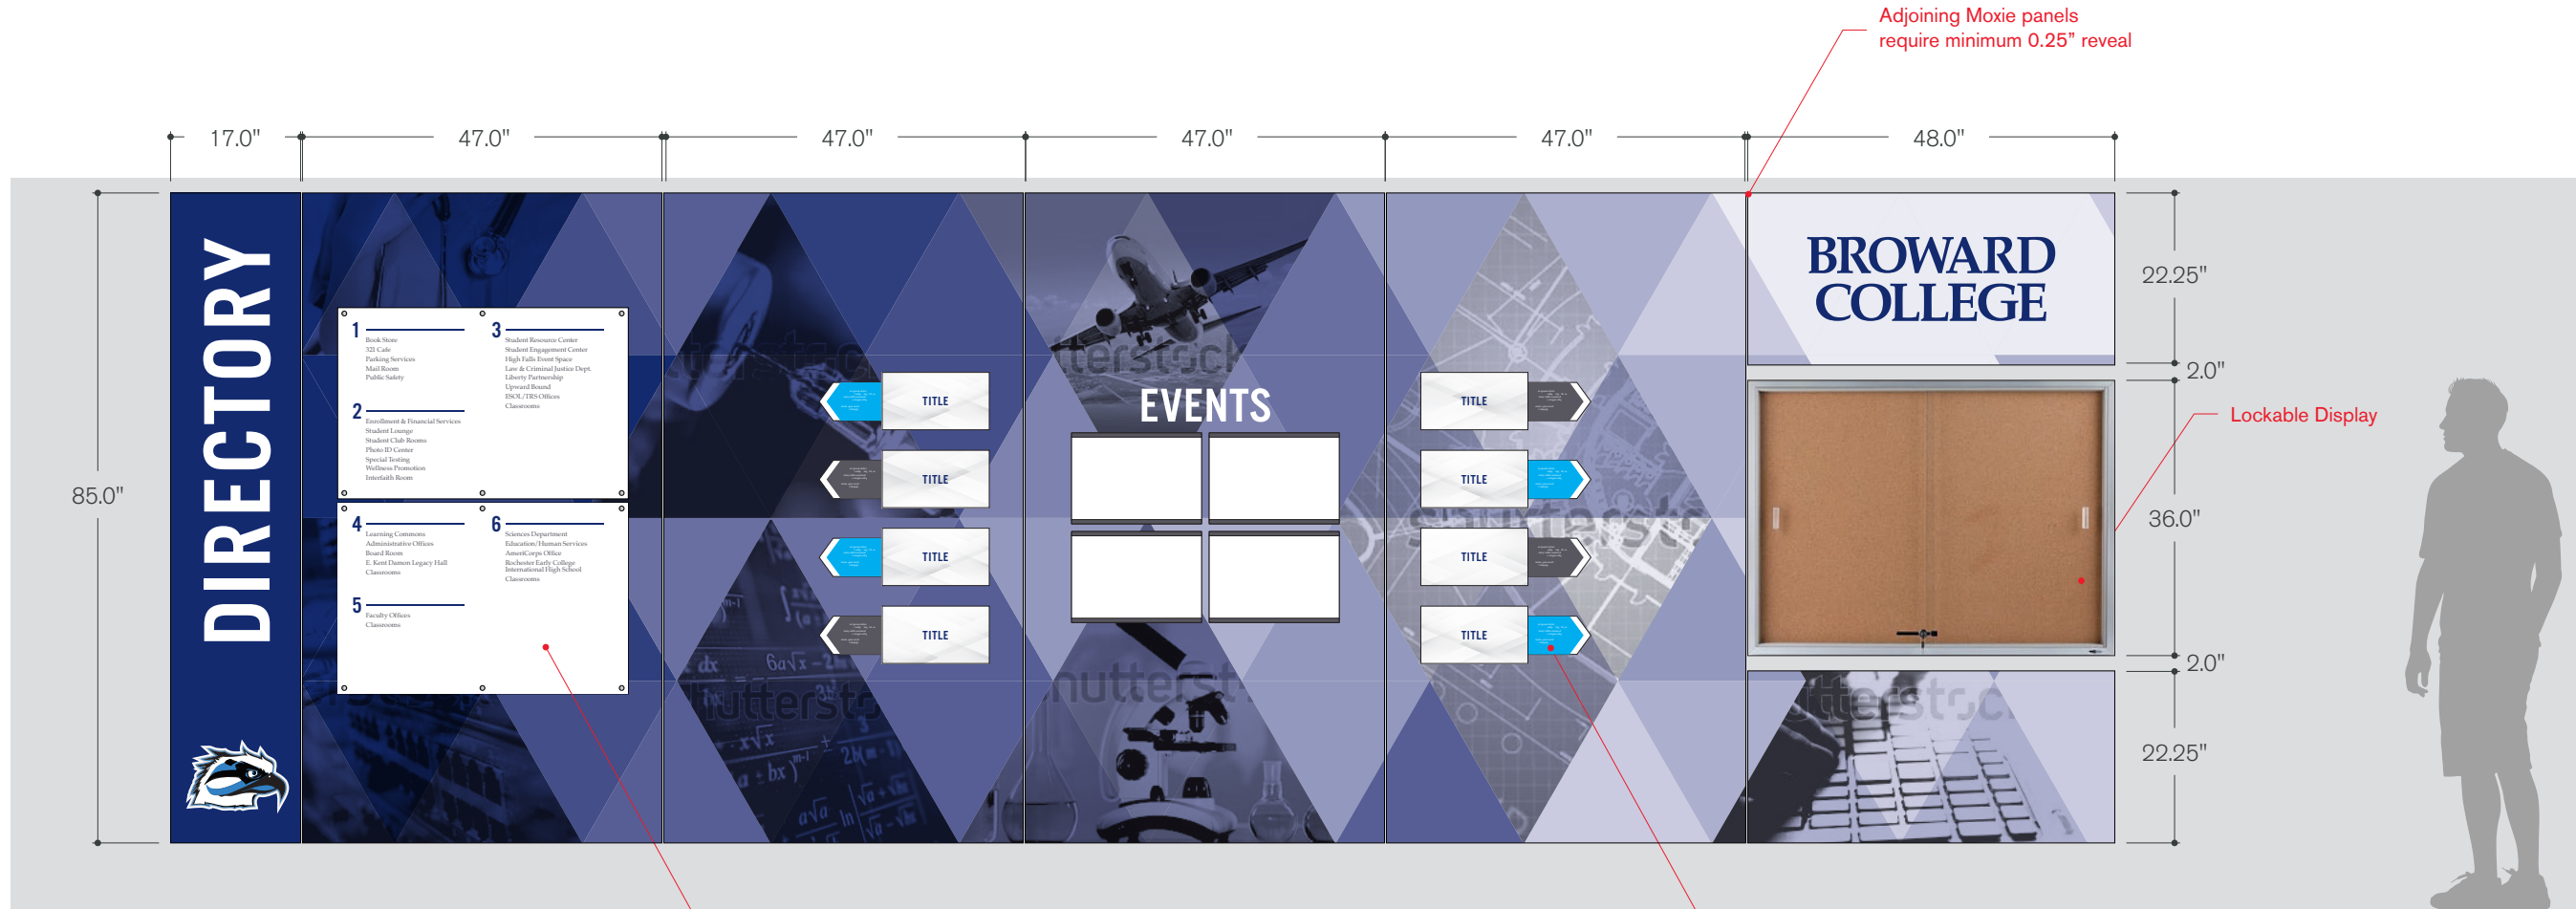 Adjoining Moxie panels
require minimum 0.25” reveal
17.0"
47.0"
47.0"
47.0"
47.0"
48.0"
85.0"
DIRECTORY
1
Book Store
321 Cafe
Parking Services
Mail Room
Public Safety
2
Enrollment & Financial Services
Student Lounge
Student Club Rooms
Photo ID Center
Special Testing
Wellness Promotion
Interfaith Room
3
Student Resource Center
Student Engagement Center
High Falls Event Space
Law & Criminal Justice Dept.
Liberty Partnership
Upward Bound
ESOL/TRS Offices
Classrooms
4
Learning Commons
Administrative Offices
Board Room
E. Kent Damon Legacy Hall
Classrooms
5
Faculty Offices
Classrooms
6
Sciences Department
Education/Human Services
AmeriCorps Office
Rochester Early College
International High School
Classrooms
TITLE
TITLE
TITLE
TITLE
EVENTS
TITLE
TITLE
TITLE
TITLE
BROWARD
COLLEGE
22.25"
2.0"
Lockable Display
36.0"
2.0"
22.25"